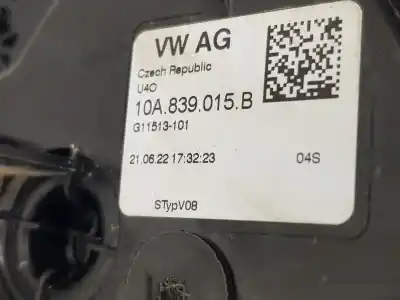 VW AG
Czech Republic
U4O
10A.839.015.B
G11513-101
21.06.22 17:32:23 04S
STypV08